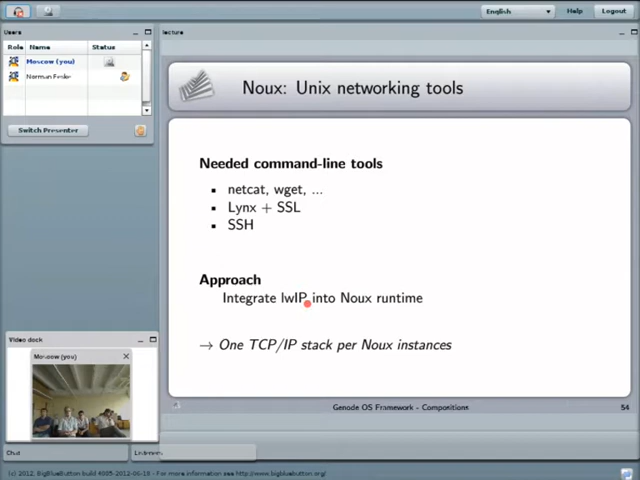 English
Help
Logout
Users
Role Name Status
Moscow (you)
Norman Feske
Switch Presenter
lecture
Noux: Unix networking tools
Needed command-line tools
netcat, wget, ...
Lynx + SSL
SSH
Approach
Integrate lwIP into Noux runtime
→ One TCP/IP stack per Noux instances
Genode OS Framework - Compositions
54
Video dock
Moscow (you)
Chat
Listeners
(c) 2012, BigBlueButton build 4005-2012-06-19 - For more information see http://www.bigbluebutton.org/